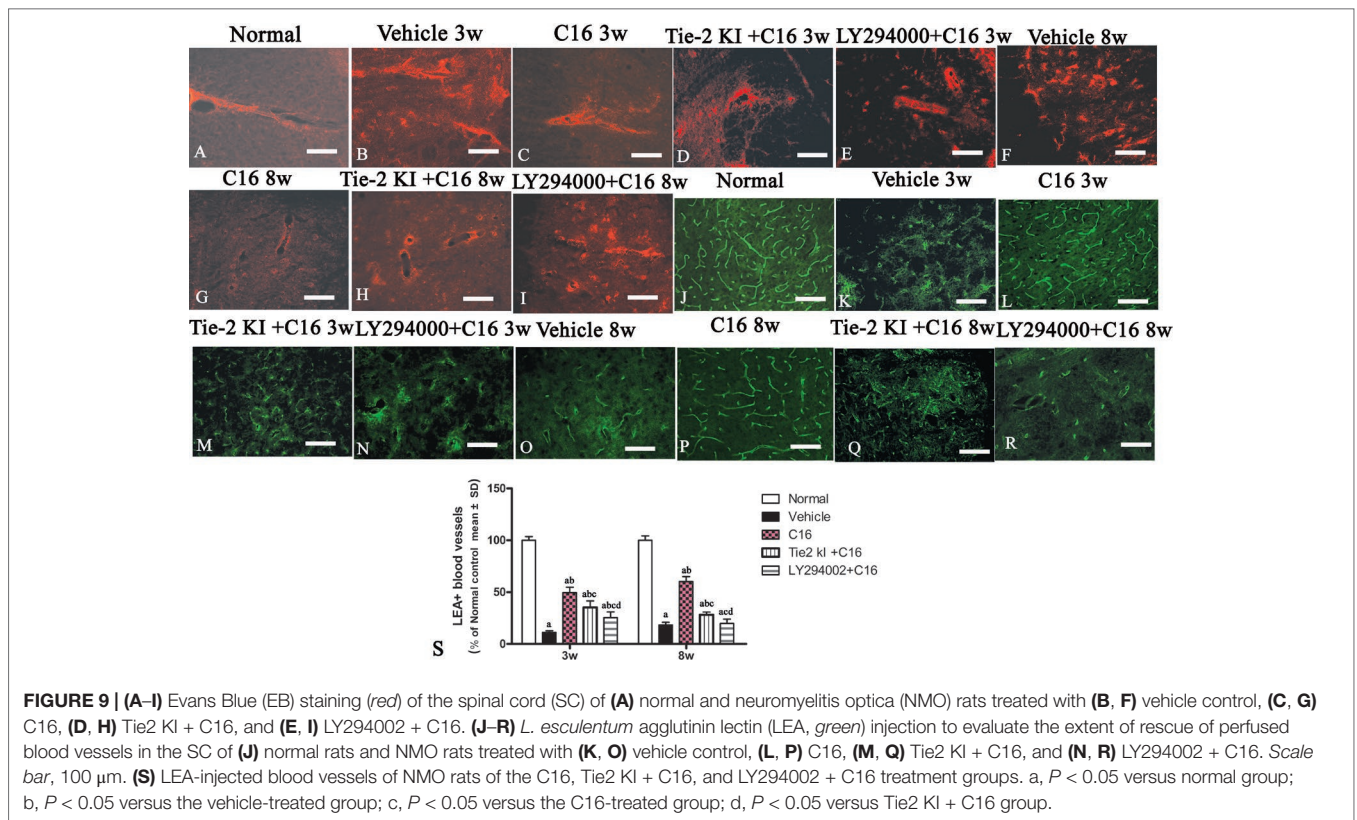 Normal Vehicle 3w C16 3w Tie-2 KI +C16 3w LY294000+C16 3w Vehicle 8w
A B C D E F
C16 8w Tie-2 KI +C16 8w LY294000+C16 8w Normal Vehicle 3w C16 3w
G H I J K L
Tie-2 KI +C16 3w LY294000+C16 3w Vehicle 8w C16 8w Tie-2 KI +C16 8w LY294000+C16 8w
M N O P Q R
S
LEA+ blood vessels
(% of Normal control mean ± SD)
150
100
50
0
a ab abc abcd
a ab abc acd
3w 8w
Normal
Vehicle
C16
Tie2 kI +C16
LY294002+C16
FIGURE 9 | (A–I) Evans Blue (EB) staining (red) of the spinal cord (SC) of (A) normal and neuromyelitis optica (NMO) rats treated with (B, F) vehicle control, (C, G)
C16, (D, H) Tie2 KI + C16, and (E, I) LY294002 + C16. (J–R) L. esculentum agglutinin lectin (LEA, green) injection to evaluate the extent of rescue of perfused
blood vessels in the SC of (J) normal rats and NMO rats treated with (K, O) vehicle control, (L, P) C16, (M, Q) Tie2 KI + C16, and (N, R) LY294002 + C16. Scale
bar, 100 μm. (S) LEA-injected blood vessels of NMO rats of the C16, Tie2 KI + C16, and LY294002 + C16 treatment groups. a, P < 0.05 versus normal group;
b, P < 0.05 versus the vehicle-treated group; c, P < 0.05 versus the C16-treated group; d, P < 0.05 versus Tie2 KI + C16 group.